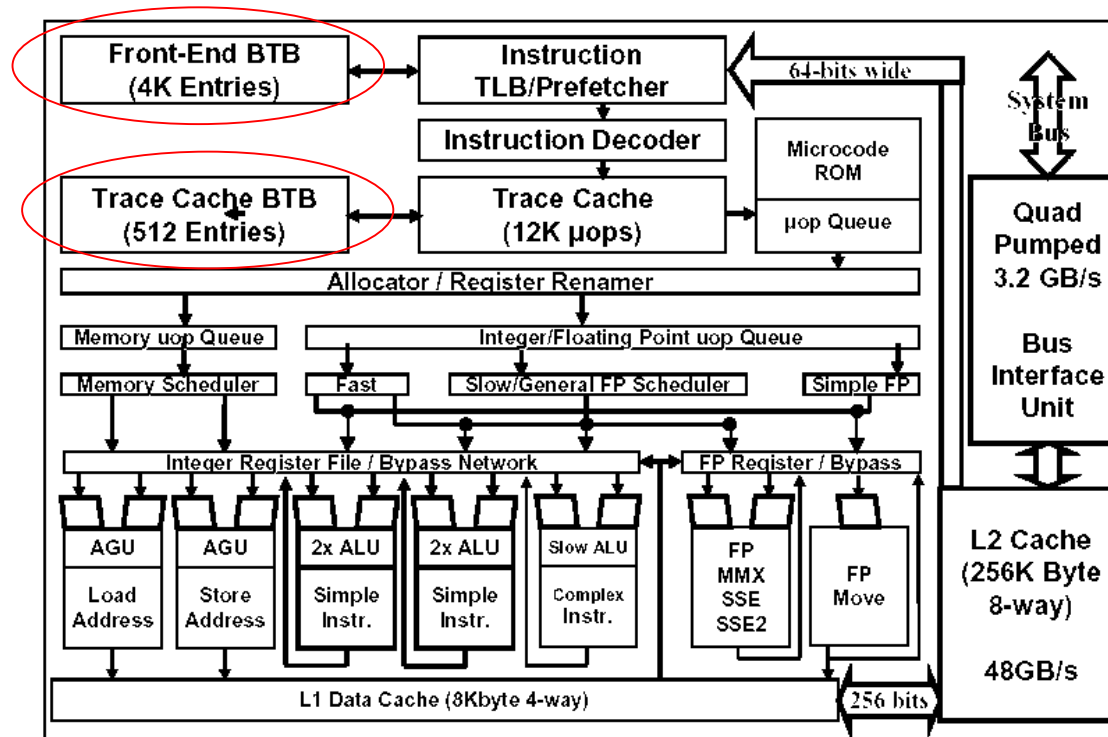 Front-End BTB
(4K Entries)
Instruction
TLB/Prefetcher
64-bits wide
System
Bus
Instruction Decoder
Microcode
ROM
Trace Cache BTB
(512 Entries)
Trace Cache
(12K µops)
µop Queue
Quad
Pumped
3.2 GB/s
Bus
Interface
Unit
Allocator / Register Renamer
Memory uop Queue
Integer/Floating Point uop Queue
Memory Scheduler
Fast
Slow/General FP Scheduler
Simple FP
Integer Register File / Bypass Network
FP Register / Bypass
AGU
Load
Address
AGU
Store
Address
2x ALU
Simple
Instr.
2x ALU
Simple
Instr.
Slow ALU
Complex
Instr.
FP
MMX
SSE
SSE2
FP
Move
L2 Cache
(256K Byte
8-way)
48GB/s
L1 Data Cache (8Kbyte 4-way)
256 bits